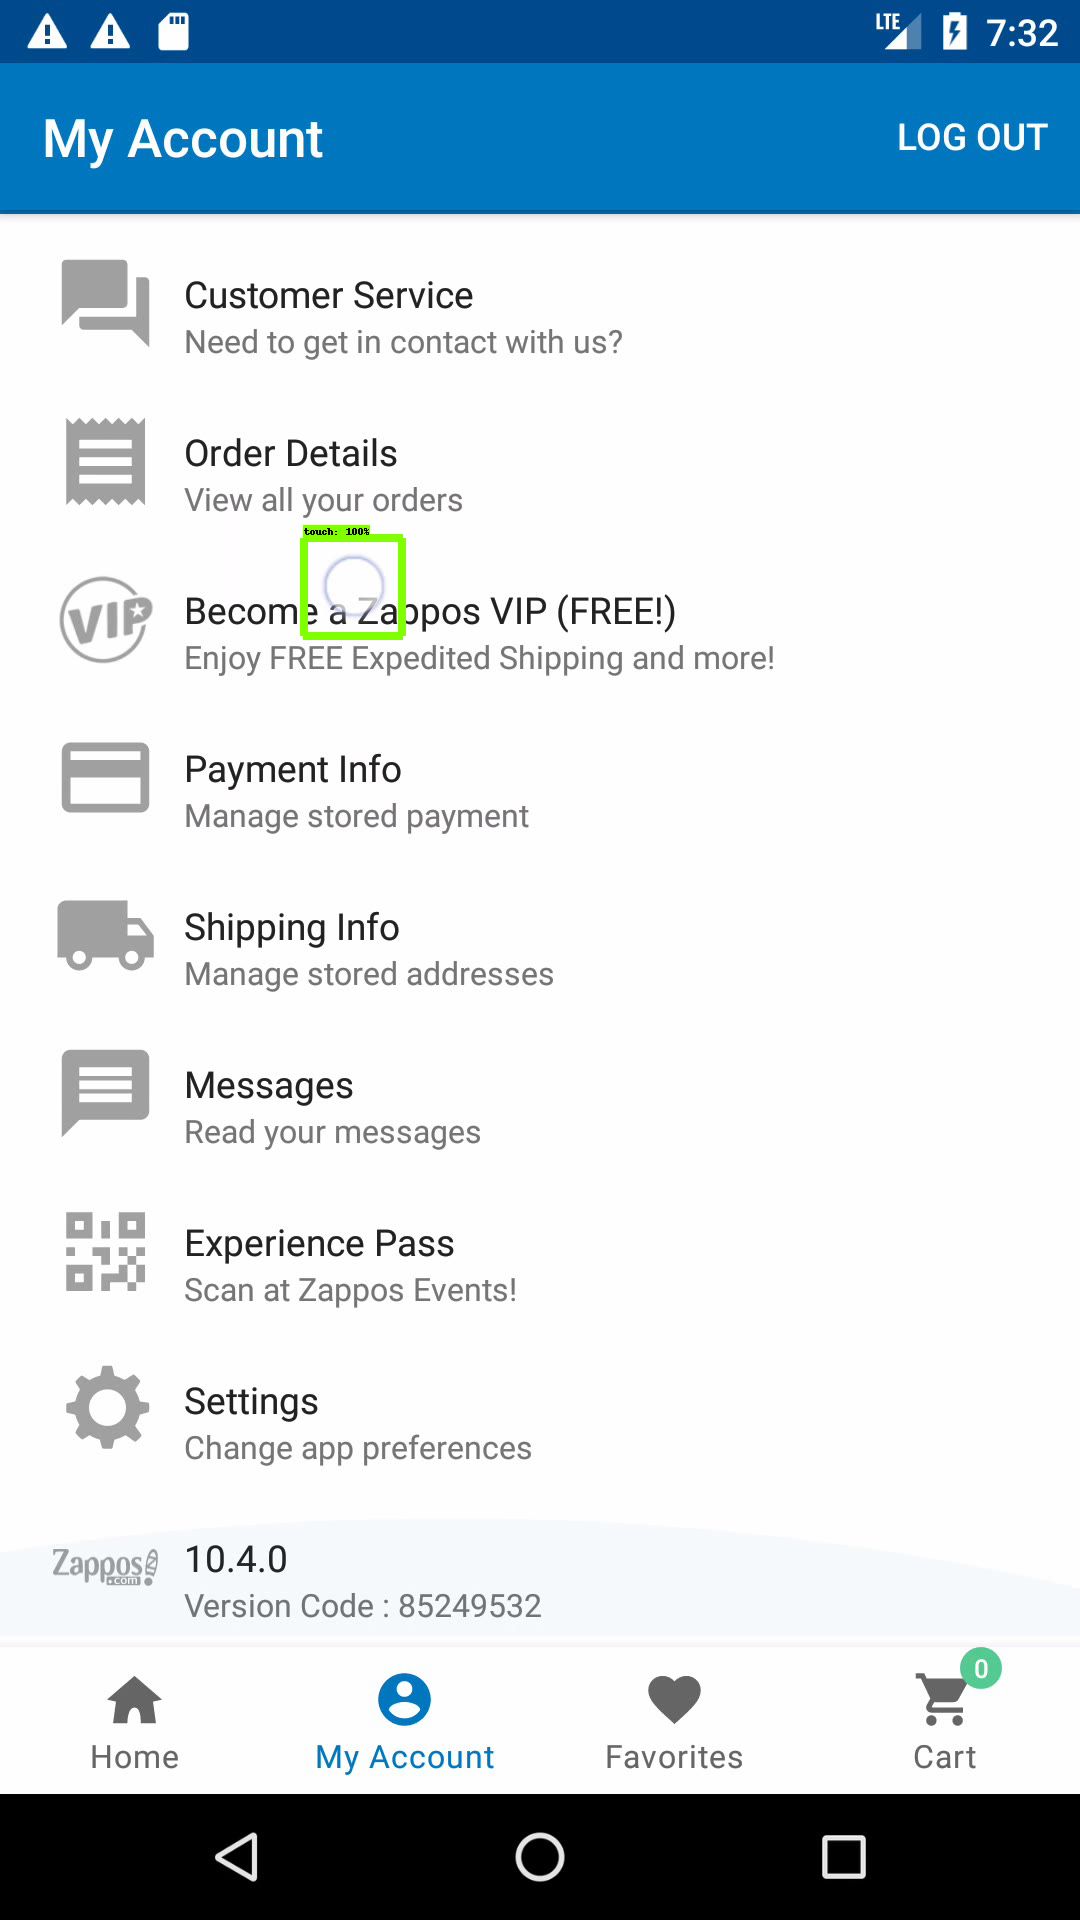 LTE 7:32
My Account LOG OUT
Customer Service
Need to get in contact with us?
Order Details
View all your orders
touch: 100%
VIP
Become a Zappos VIP (FREE!)
Enjoy FREE Expedited Shipping and more!
Payment Info
Manage stored payment
Shipping Info
Manage stored addresses
Messages
Read your messages
Experience Pass
Scan at Zappos Events!
Settings
Change app preferences
Zappos
.com
10.4.0
Version Code : 85249532
0
Home My Account Favorites Cart